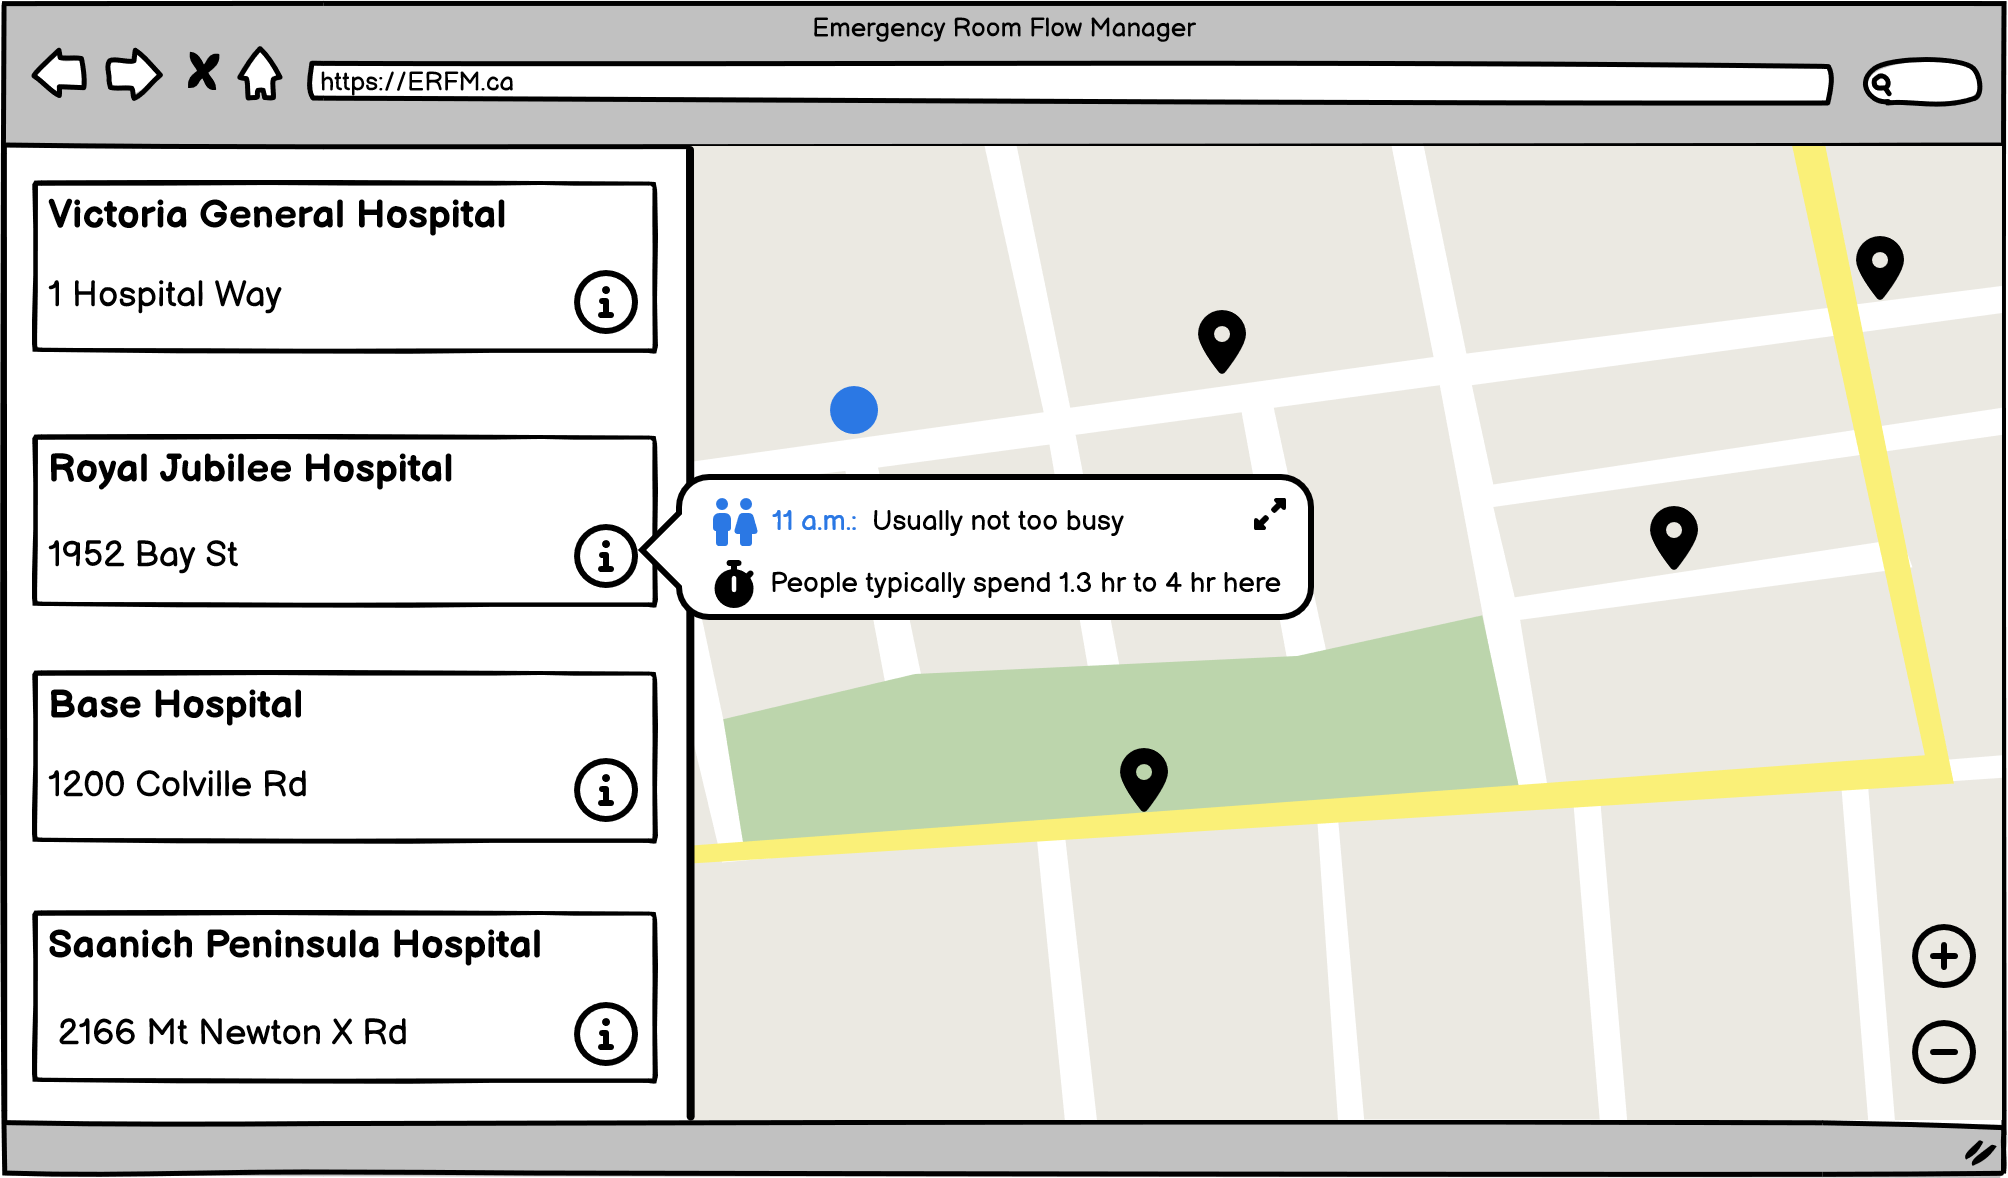 Emergency Room Flow Manager
https://ERFM.ca
Victoria General Hospital
1 Hospital Way
Royal Jubilee Hospital
1952 Bay St
11 a.m.: Usually not too busy
People typically spend 1.3 hr to 4 hr here
Base Hospital
1200 Colville Rd
Saanich Peninsula Hospital
2166 Mt Newton X Rd